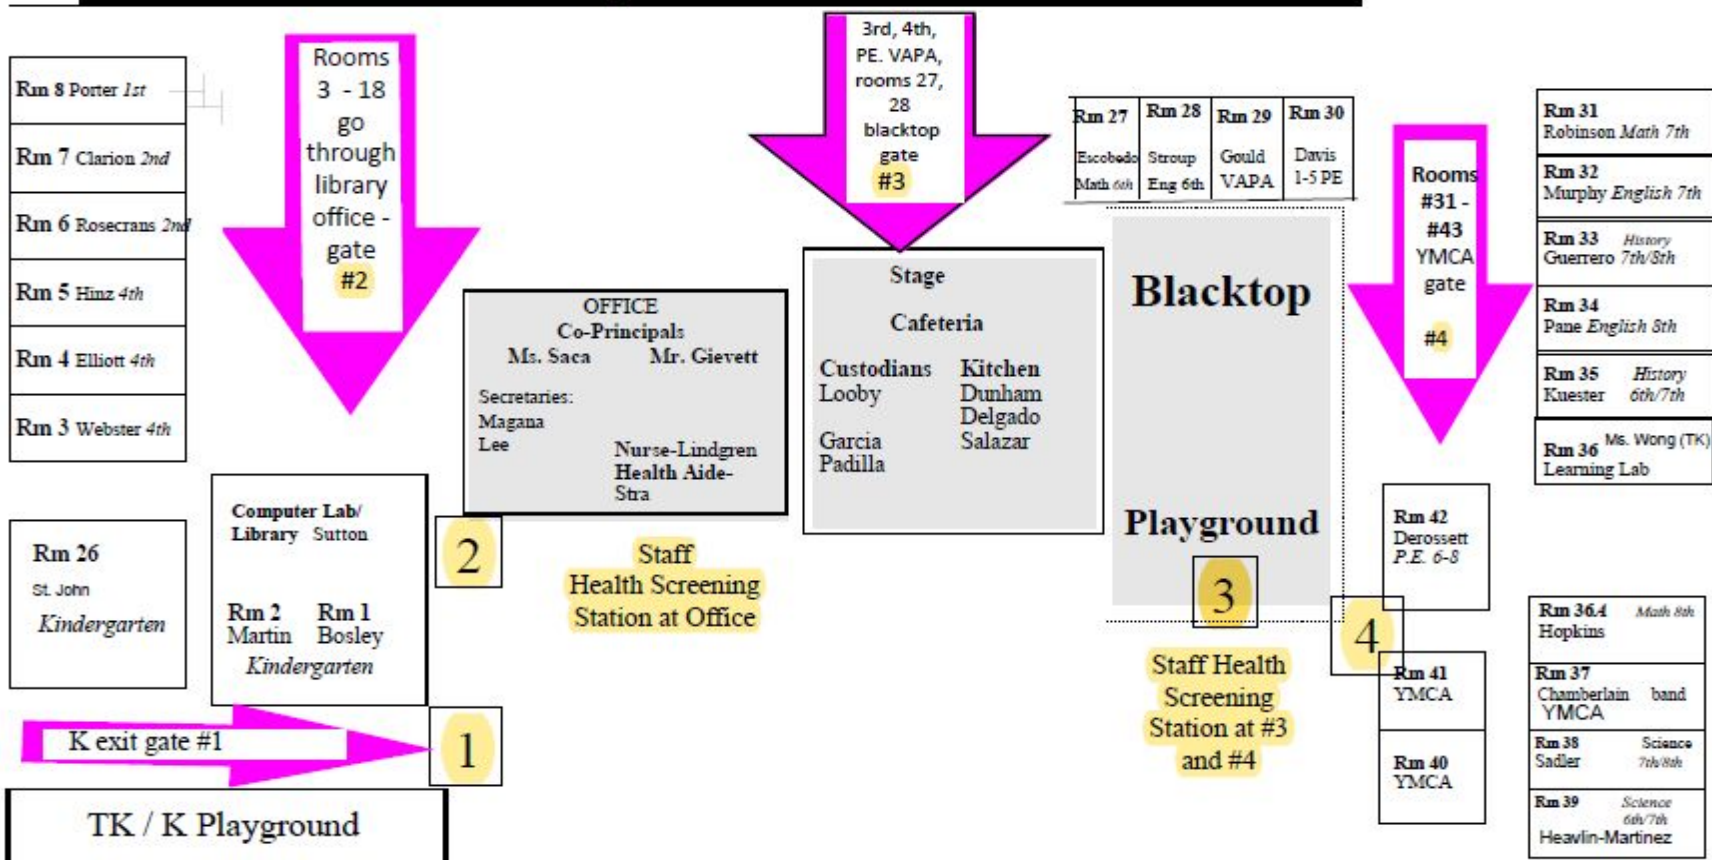 Rm 8 Porter 1st
Rm 7 Clarion 2nd
Rm 6 Rosecrans 2nd
Rm 5 Hinz 4th
Rm 4 Elliott 4th
Rm 3 Webster 4th
Rooms
3 - 18
go
through
library
office -
gate
#2
3rd, 4th,
PE. VAPA,
rooms 27,
28
blacktop
gate
#3
Rm 27
Escobedo
Math 6th
Rm 28
Stroup
Eng 6th
Rm 29
Gould
VAPA
Rm 30
Davis
1-5 PE
Rooms
#31 -
#43
YMCA
gate
#4
Rm 31
Robinson Math 7th
Rm 32
Murphy English 7th
Rm 33 History
Guerrero 7th/8th
Rm 34
Pane English 8th
Rm 35 History
Kuester 6th/7th
Rm 36 Ms. Wong (TK)
Learning Lab
OFFICE
Co-Principals
Ms. Saca Mr. Gievett
Secretaries:
Magana
Lee
Nurse-Lindgren
Health Aide-
Stra
Stage
Cafeteria
Custodians
Looby
Garcia
Padilla
Kitchen
Dunham
Delgado
Salazar
Blacktop
Playground
Rm 26
St. John
Kindergarten
Computer Lab/
Library Sutton
Rm 2 Rm 1
Martin Bosley
Kindergarten
2
Staff
Health Screening
Station at Office
3
Staff Health
Screening
Station at #3
and #4
4
Rm 42
Derossett
P.E. 6-8
Rm 41
YMCA
Rm 40
YMCA
Rm 36.4 Math 8th
Hopkins
Rm 37
Chamberlain band
YMCA
Rm 38 Science
Sadler 7th/8th
Rm 39 Science
6th/7th
Heavlin-Martinez
K exit gate #1
1
TK / K Playground